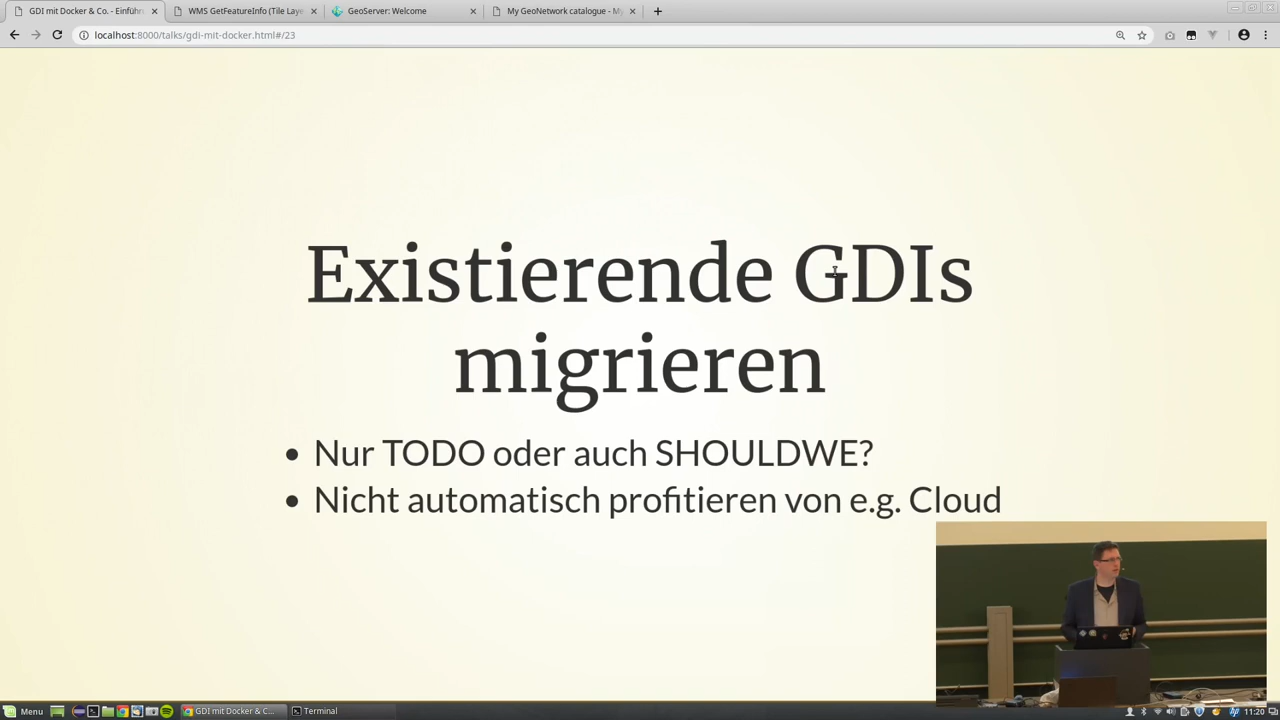 GDI mit Docker & Co. - Einführ
WMS GetFeatureInfo (Tile Laye
GeoServer: Welcome
My GeoNetwork catalogue - My
localhost:8000/talks/gdi-mit-docker.html#/23
Existierende GDIs
migrieren
• Nur TODO oder auch SHOULDWE?
• Nicht automatisch profitieren von e.g. Cloud
Menu
GDI mit Docker & C...
Terminal
11:20